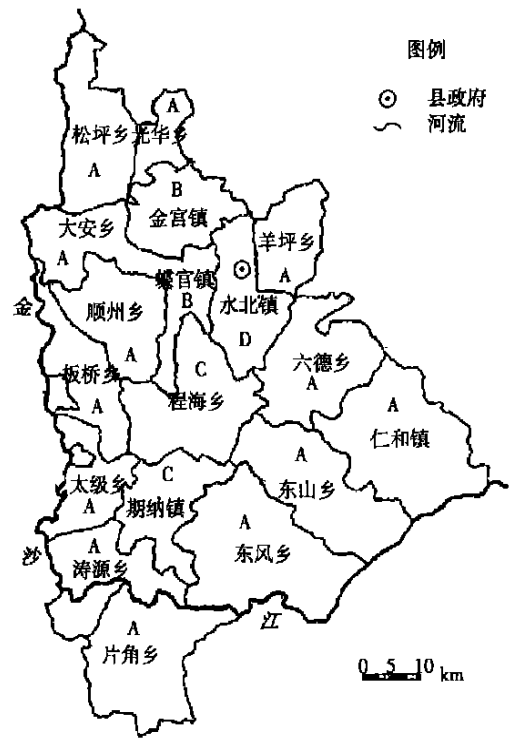 图例
县政府
河流
A
松坪乡
光华乡
A
B
金宫镇
大安乡
A
羊坪乡
A
螺官镇
B
水北镇
D
金
顺州乡
A
C
程海乡
六德乡
A
板桥乡
A
A
仁和镇
太级乡
A
C
期纳镇
A
东山乡
A
东风乡
沙
A
涛源乡
江
A
片角乡
0 5 10 km